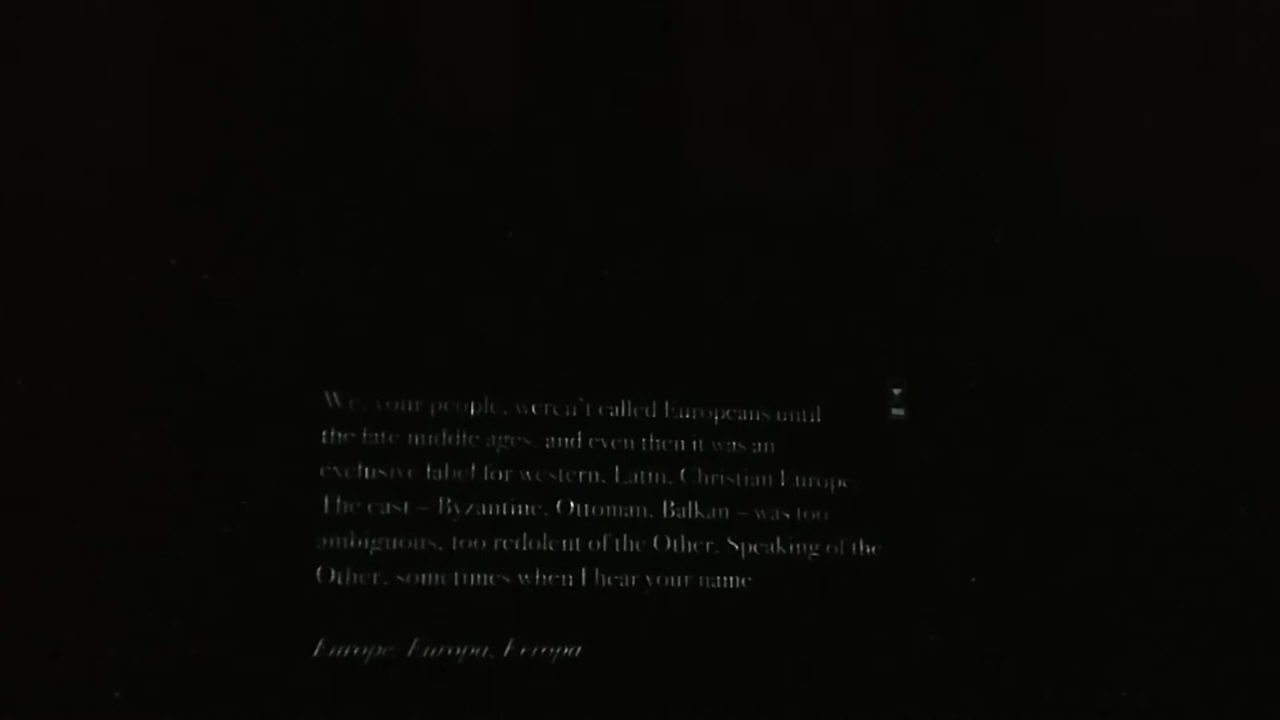 We, your people, weren't called Europeans until
the late middle ages, and even then it was an
exclusive label for western, Latin, Christian Europe.
The east – Byzantine, Ottoman, Balkan – was too
ambiguous, too redolent of the Other. Speaking of the
Other, sometimes when I hear your name
Europe, Europa, Evropa